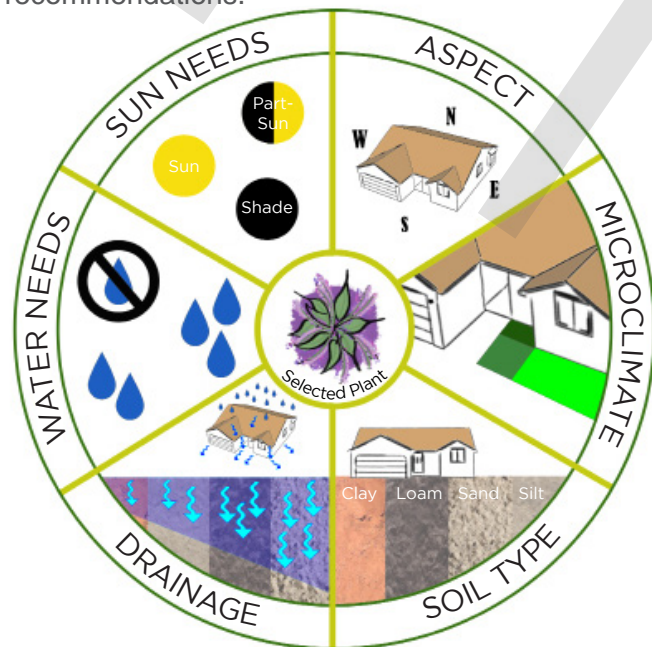 recommendations.
SUN NEEDS
ASPECT
Part-
Sun
Sun
Shade
N
W
E
S
MICROCLIMATE
WATER NEEDS
Selected Plant
Clay Loam Sand Silt
DRAINAGE
SOIL TYPE